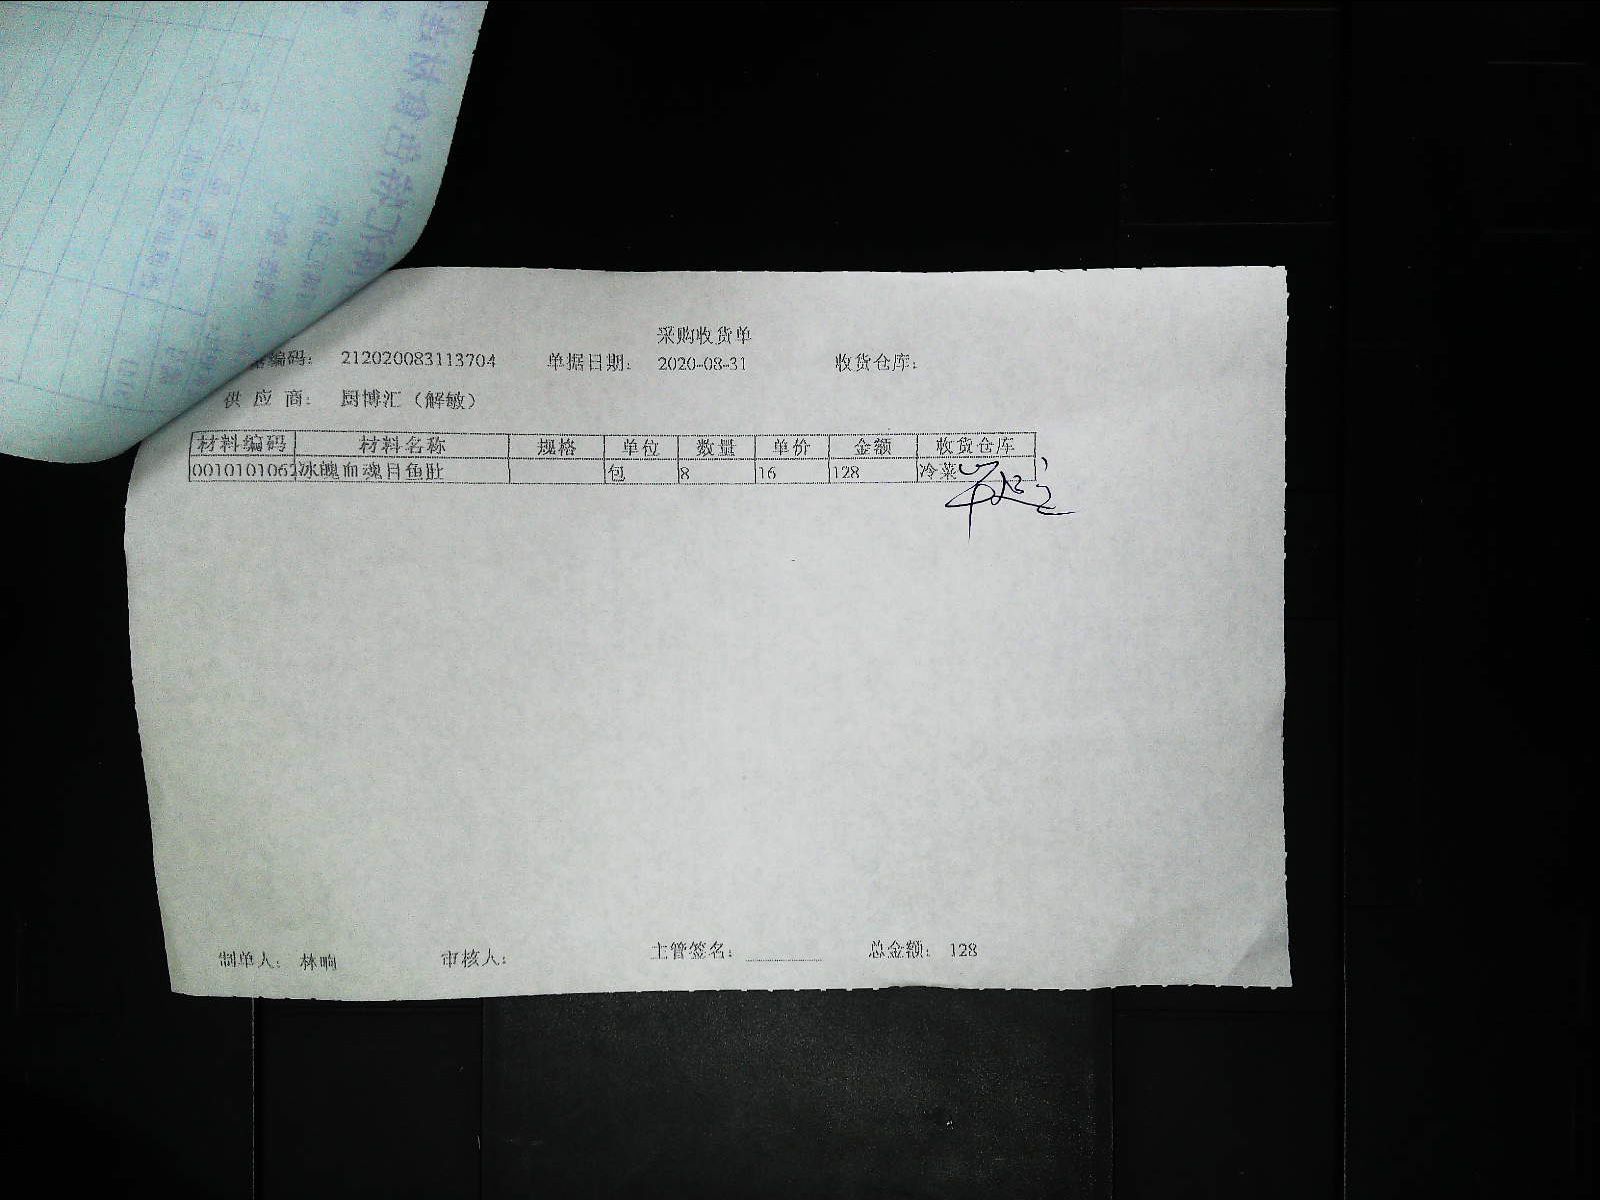 采购收货单
编码： 212020083113704 单据日期： 2020-08-31 收货仓库：
供应商： 厨博汇（解敏）
材料编码 材料名称 规格 单位 数量 单价 金额 收货仓库
001010106 冰魄血魂目鱼肚 包 8 16 128 冷菜
制单人： 林响 审核人： 主管签名： 总金额： 128